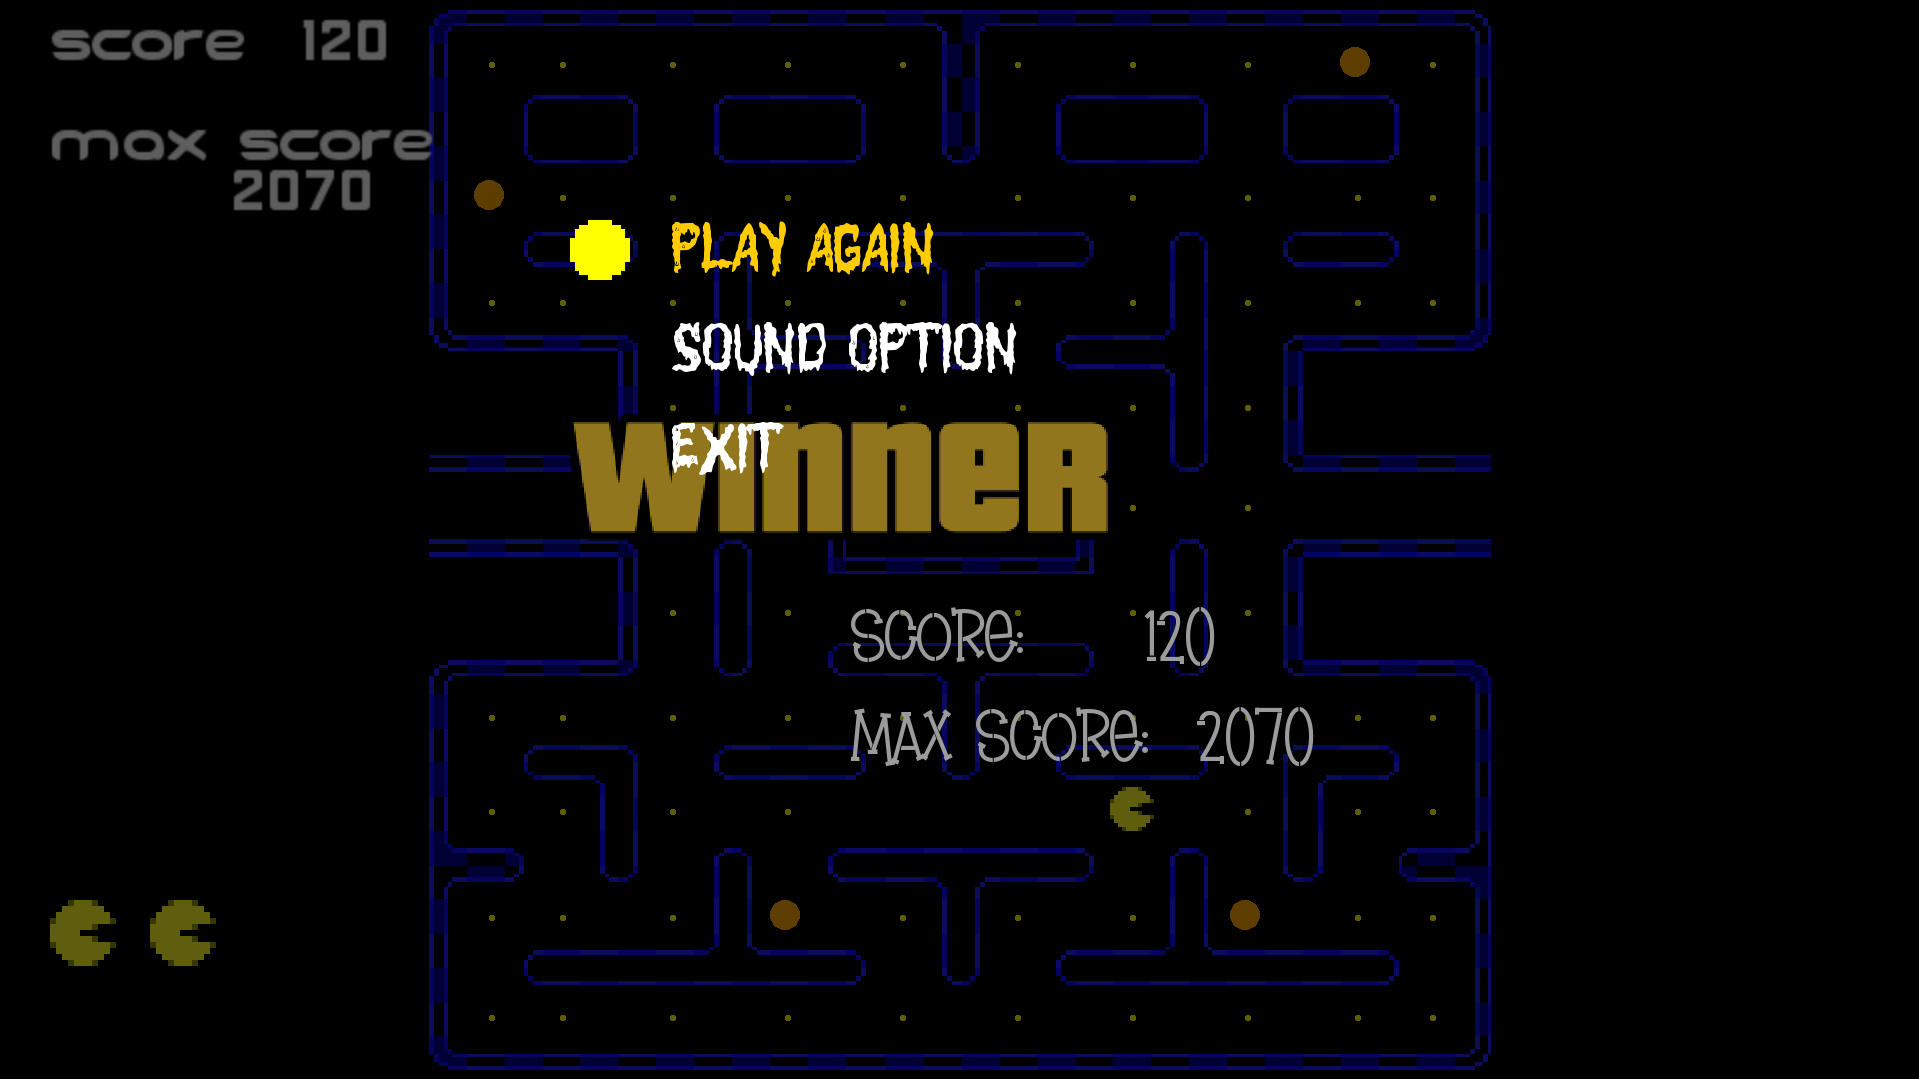 score 120
max score
2070
PLAY AGAIN
SOUND OPTION
EXIT
WinneR
SCORe: 120
MAX SCORe: 2070